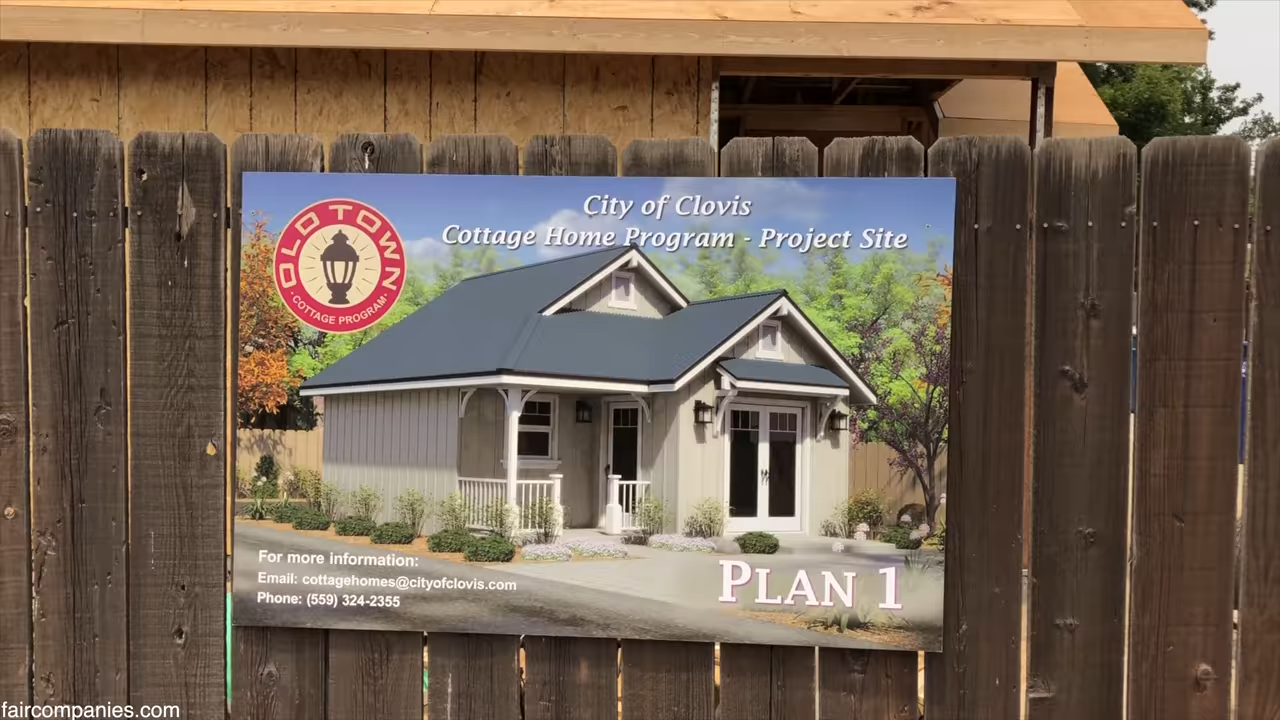 City of Clovis
Cottage Home Program - Project Site
OLD TOWN
· COTTAGE PROGRAM ·
For more information:
Email: cottagehomes@cityofclovis.com
Phone: (559) 324-2355
PLAN 1
faircompanies.com